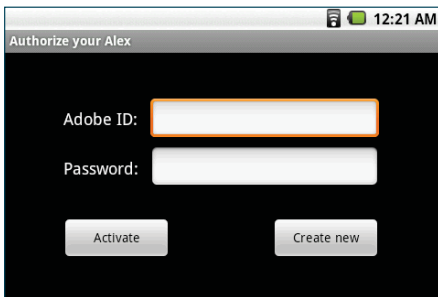 12:21 AM
Authorize your Alex
Adobe ID:
Password:
Activate
Create new